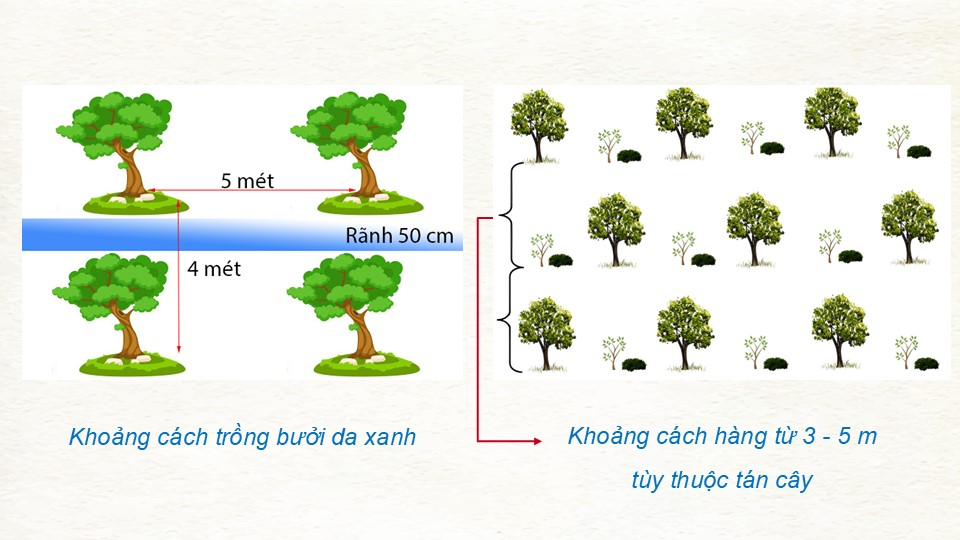 5 mét
Rãnh 50 cm
4 mét
Khoảng cách trồng bưởi da xanh
Khoảng cách hàng từ 3 - 5 m
tùy thuộc tán cây